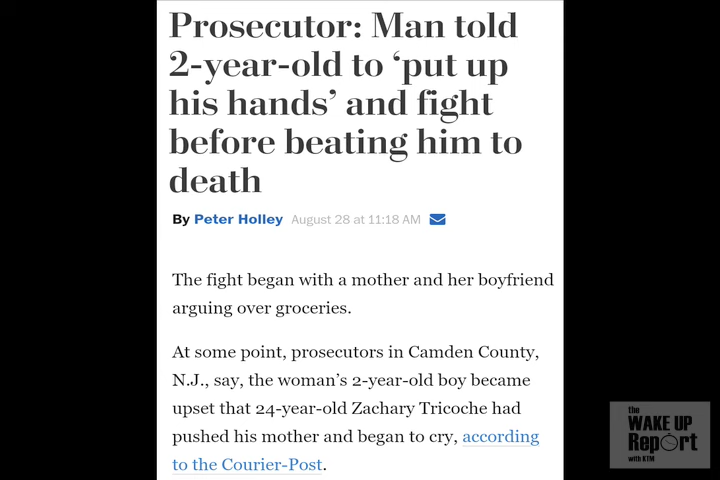 Prosecutor: Man told
2-year-old to ‘put up
his hands’ and fight
before beating him to
death
By Peter Holley August 28 at 11:18 AM
The fight began with a mother and her boyfriend
arguing over groceries.
At some point, prosecutors in Camden County,
N.J., say, the woman’s 2-year-old boy became
upset that 24-year-old Zachary Tricoche had
pushed his mother and began to cry, according
to the Courier-Post.
the
WAKE UP
Report
with KTM